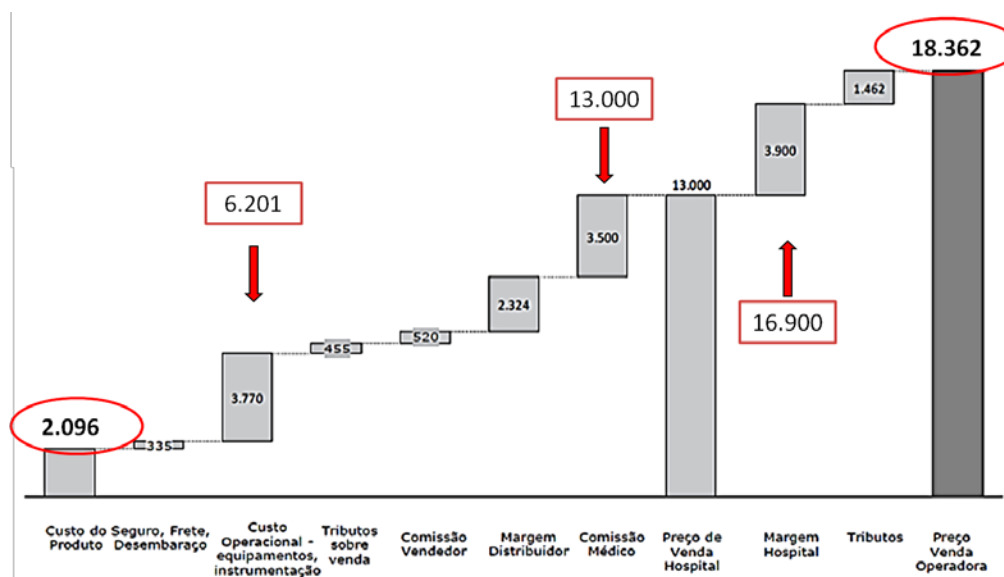 18.362
13.000
1.462
3.900
6.201
13.000
3.500
2.324
16.900
520
455
3.770
2.096
335
Custo do
Produto
Seguro, Frete,
Desembaraço
Custo
Operacional -
equipamentos,
instrumentação
Tributos
sobre
venda
Comissão
Vendedor
Margem
Distribuidor
Comissão
Médico
Preço de
Venda
Hospital
Margem
Hospital
Tributos
Preço
Venda
Operadora